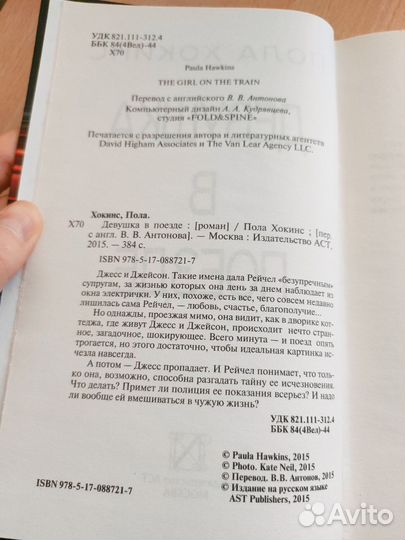 УДК 821.111-312.4
ББК 84(4Вел)-44
Х70
Paula Hawkins
THE GIRL ON THE TRAIN
Перевод с английского В. В. Антонова
Компьютерный дизайн А. А. Кудрявцева,
студия «FOLD&SPINE»
Печатается с разрешения автора и литературных агентств
David Higham Associates и The Van Lear Agency LLC.
Хокинс, Пола.
Х70 Девушка в поезде : [роман] / Пола Хокинс ; [пер.
с англ. В. В. Антонова]. — Москва : Издательство АСТ,
2015. — 384 с.
ISBN 978-5-17-088721-7
Джесс и Джейсон. Такие имена дала Рейчел «безупречным»
супругам, за жизнью которых она день за днем наблюдает из
окна электрички. У них, похоже, есть все, чего совсем недавно
лишилась сама Рейчел, — любовь, счастье, благополучие...
Но однажды, проезжая мимо, она видит, как в дворике кот-
теджа, где живут Джесс и Джейсон, происходит нечто стран-
ное, загадочное, шокирующее. Всего минута — и поезд опять
трогается, но этого достаточно, чтобы идеальная картинка ис-
чезла навсегда.
А потом — Джесс пропадает. И Рейчел понимает, что толь-
ко она, возможно, способна разгадать тайну ее исчезновения.
Что делать? Примет ли полиция ее показания всерьез? И надо
ли вообще ей вмешиваться в чужую жизнь?
УДК 821.111-312.4
ББК 84(4Вел)-44
© Paula Hawkins, 2015
© Photo. Kate Neil, 2015
© Перевод. В.В. Антонов, 2015
© Издание на русском языке
AST Publishers, 2015
ISBN 978-5-17-088721-7
Avito